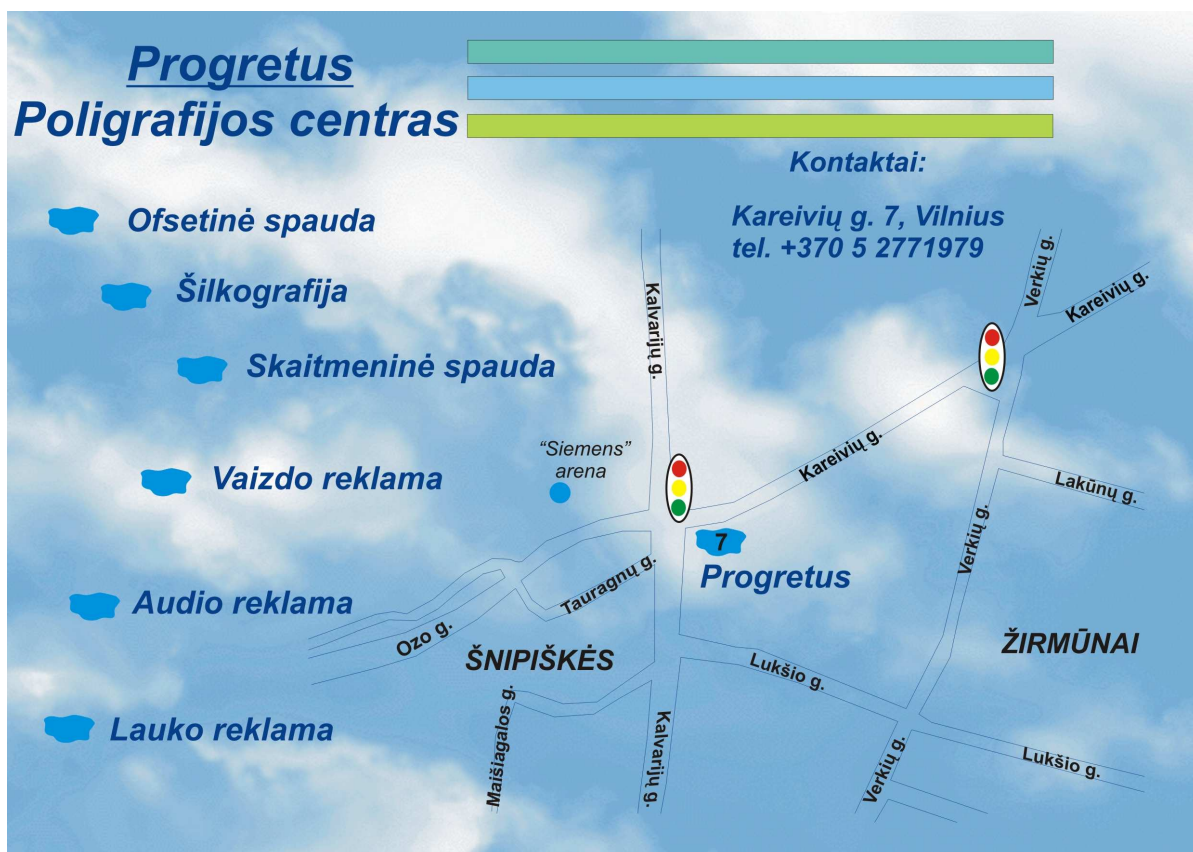 Progretus
Poligrafijos centras
Kontaktai:
Kareivių g. 7, Vilnius
tel. +370 5 2771979
Ofsetinė spauda
Šilkografija
Skaitmeninė spauda
Vaizdo reklama
Audio reklama
Lauko reklama
Verkių g.
Kareivių g.
Kalvarijų g.
Kareivių g.
"Siemens"
arena
Lakūnų g.
Verkių g.
7
Progretus
Tauragnų g.
Ozo g.
ŠNIPIŠKĖS
ŽIRMŪNAI
Lukšio g.
Maišiagalos g.
Kalvarijų g.
Verkių g.
Lukšio g.